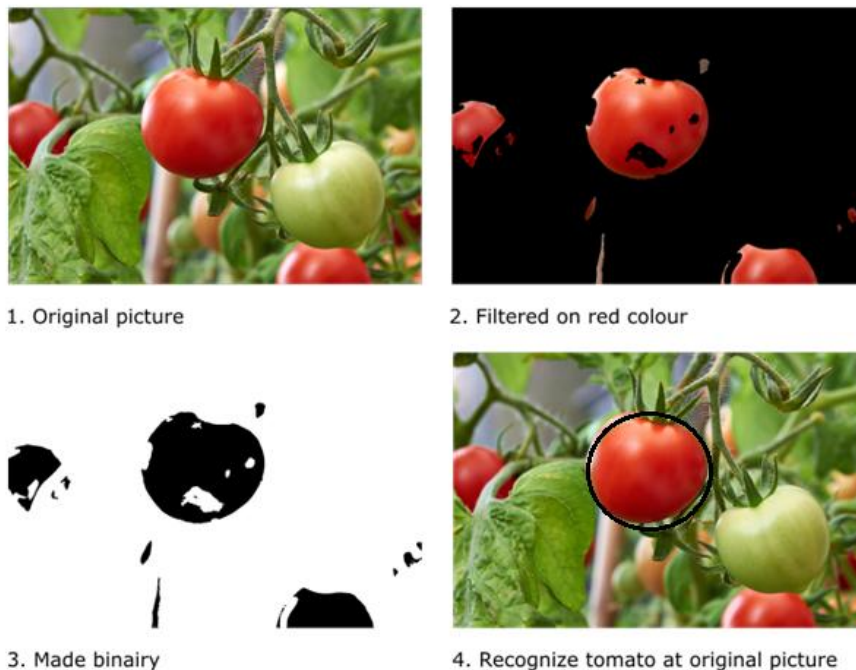 1. Original picture
2. Filtered on red colour
3. Made binairy
4. Recognize tomato at original picture